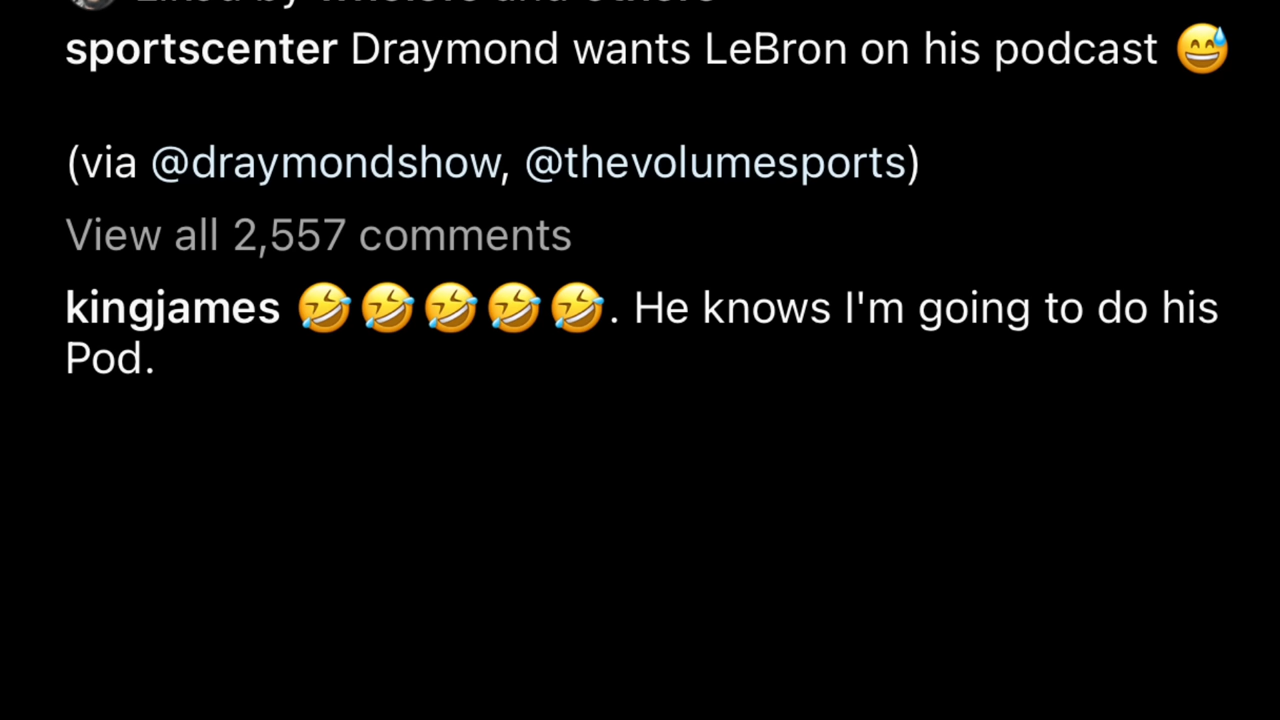 sportscenter Draymond wants LeBron on his podcast 😅
(via @draymondshow, @thevolumesports)
View all 2,557 comments
kingjames 🤣🤣🤣🤣🤣. He knows I'm going to do his
Pod.